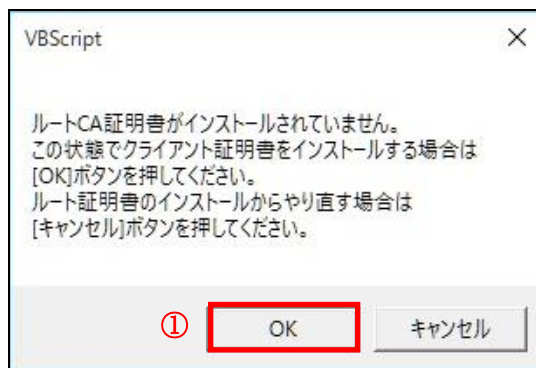 VBScript
ルートCA証明書がインストールされていません。
この状態でクライアント証明書をインストールする場合は
[OK]ボタンを押してください。
ルート証明書のインストールからやり直す場合は
[キャンセル]ボタンを押してください。
① OK キャンセル